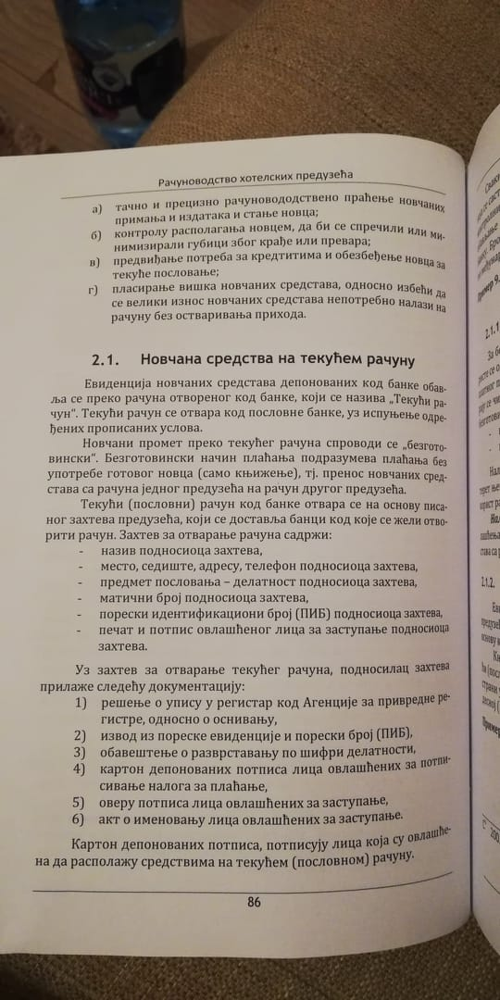 Рачуноводство хотелских предузећа
а) тачно и прецизно рачуновододствено праћење новчаних
примања и издатака и стање новца;
б) контролу располагања новцем, да би се спречили или ми-
нимизирали губици због крађе или превара;
в) предвиђање потреба за кредтитима и обезбеђење новца за
текуће пословање;
г) пласирање вишка новчаних средстава, односно избећи да
се велики износ новчаних средстава непотребно налази на
рачуну без остваривања прихода.
2.1. Новчана средства на текућем рачуну
Евиденција новчаних средстава депонованих код банке обав-
ља се преко рачуна отвореног код банке, који се назива „Текући ра-
чун“. Текући рачун се отвара код пословне банке, уз испуњење одре-
ђених прописаних услова.
Новчани промет преко текућег рачуна спроводи се „безгото-
вински“. Безготовински начин плаћања подразумева плаћања без
употребе готовог новца (само књижење), тј. пренос новчаних сред-
става са рачуна једног предузећа на рачун другог предузећа.
Текући (пословни) рачун код банке отвара се на основу писа-
ног захтева предузећа, који се доставља банци код које се жели отво-
рити рачун. Захтев за отварање рачуна садржи:
- назив подносиоца захтева,
- место, седиште, адресу, телефон подносиоца захтева,
- предмет пословања – делатност подносиоца захтева,
- матични број подносиоца захтева,
- порески идентификациони број (ПИБ) подносиоца захтева,
- печат и потпис овлашћеног лица за заступање подносиоца
захтева.
Уз захтев за отварање текућег рачуна, подносилац захтева
прилаже следећу документацију:
1) решење о упису у регистар код Агенције за привредне ре-
гистре, односно о оснивању,
2) извод из пореске евиденције и порески број (ПИБ),
3) обавештење о разврставању по шифри делатности,
4) картон депонованих потписа лица овлашћених за потпи-
сивање налога за плаћање,
5) оверу потписа лица овлашћених за заступање,
6) акт о именовању лица овлашћених за заступање.
Картон депонованих потписа, потписују лица која су овлашће-
на да располажу средствима на текућем (пословном) рачуну.
86